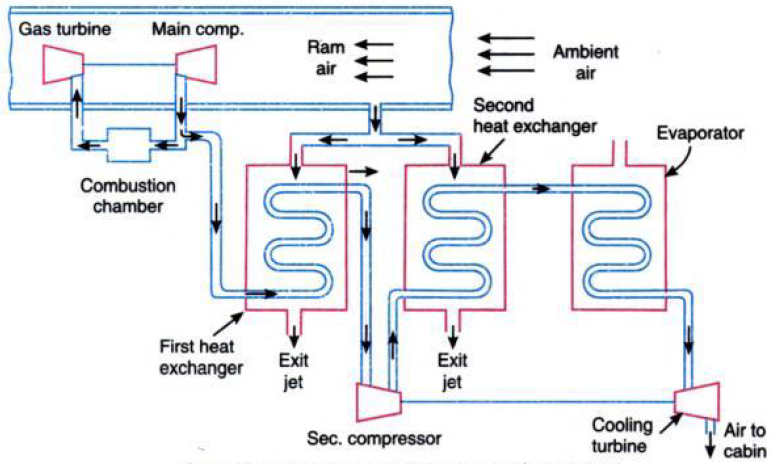 Gas turbine
Main comp.
Ram
air
Ambient
air
Second
heat exchanger
Evaporator
Combustion
chamber
First heat
exchanger
Exit
jet
Exit
jet
Sec. compressor
Cooling
turbine
Air to
cabin